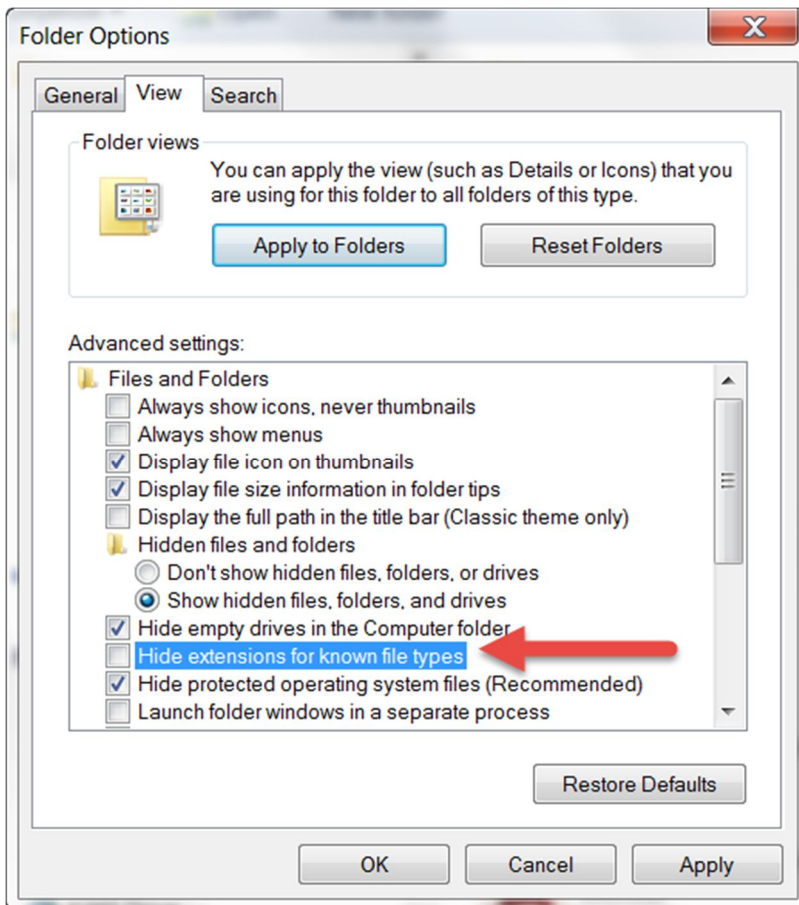 Folder Options
General View Search
Folder views
You can apply the view (such as Details or Icons) that you
are using for this folder to all folders of this type.
Apply to Folders Reset Folders
Advanced settings:
Files and Folders
Always show icons, never thumbnails
Always show menus
Display file icon on thumbnails
Display file size information in folder tips
Display the full path in the title bar (Classic theme only)
Hidden files and folders
Don't show hidden files, folders, or drives
Show hidden files, folders, and drives
Hide empty drives in the Computer folder
Hide extensions for known file types
Hide protected operating system files (Recommended)
Launch folder windows in a separate process
Restore Defaults
OK Cancel Apply